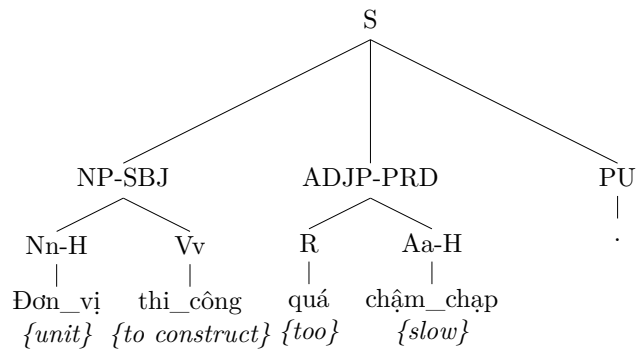 S
NP-SBJ ADJP-PRD PU
Nn-H Vv R Aa-H .
Đơn_vị thi_công quá chậm_chạp
{unit} {to construct} {too} {slow}